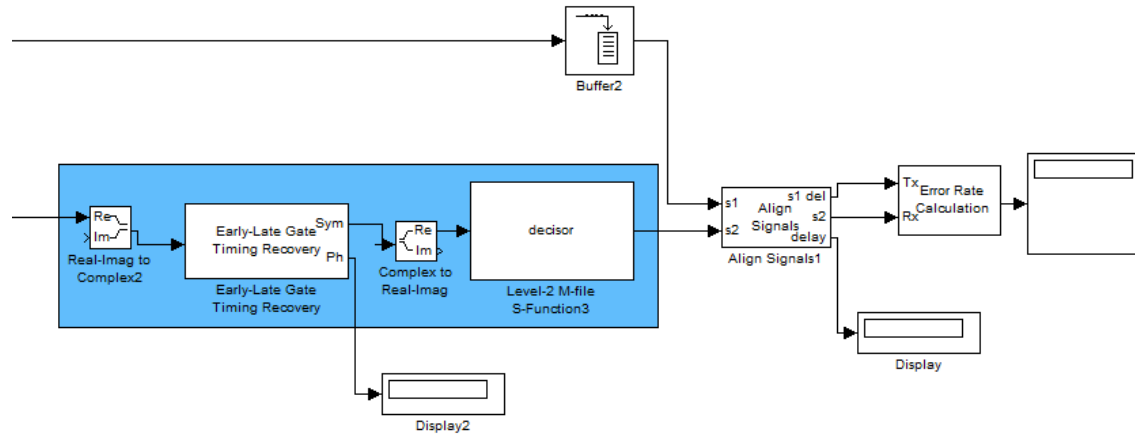 Buffer2
Re
Im
Real-Imag to
Complex2
Early-Late Gate
Timing Recovery
Sym
Ph
Early-Late Gate
Timing Recovery
Re
Im
Complex to
Real-Imag
decisor
Level-2 M-file
S-Function3
s1
s2
Align
Signals
s1 del
s2
delay
Align Signals1
Tx
Rx
Error Rate
Calculation
Display
Display2